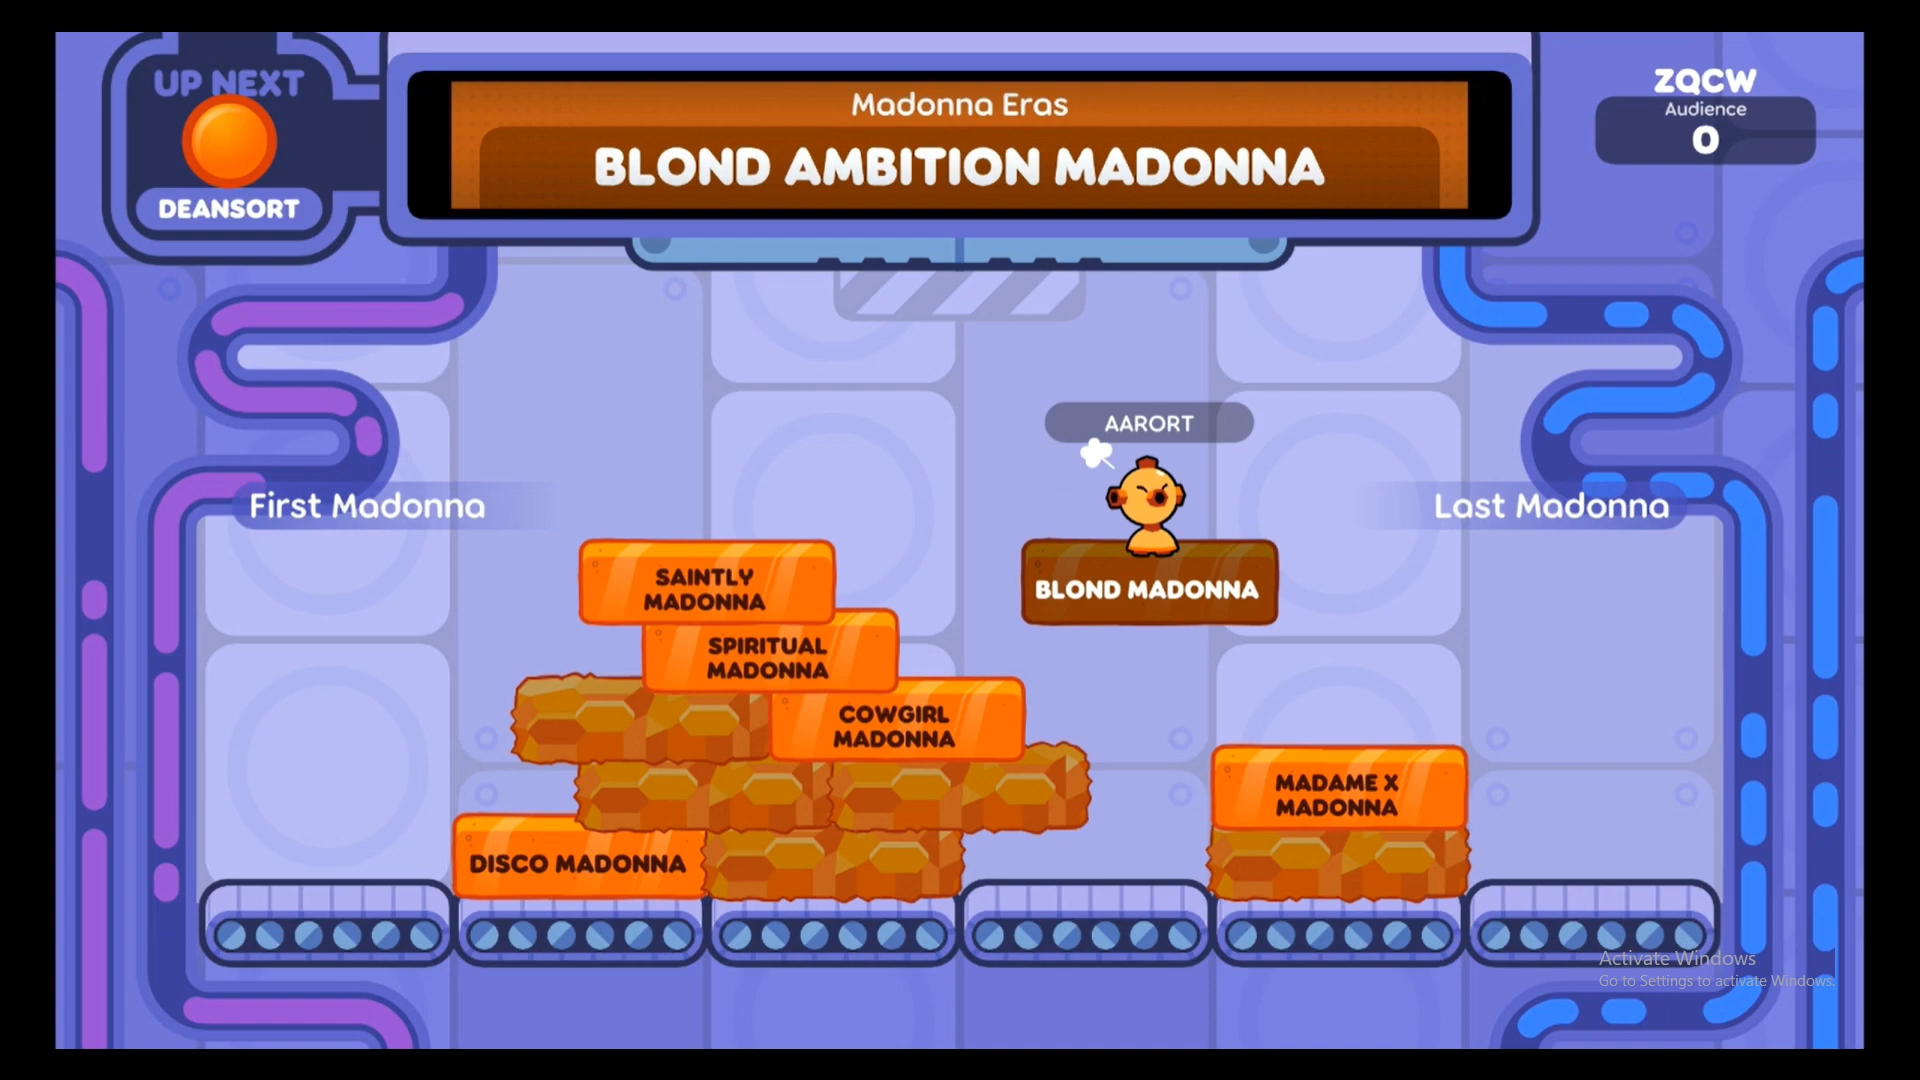 UP NEXT
DEANSORT
Madonna Eras
BLOND AMBITION MADONNA
ZQCW
Audience
0
AARORT
First Madonna
Last Madonna
SAINTLY
MADONNA
BLOND MADONNA
SPIRITUAL
MADONNA
COWGIRL
MADONNA
MADAME X
MADONNA
DISCO MADONNA
Activate Windows
Go to Settings to activate Windows.